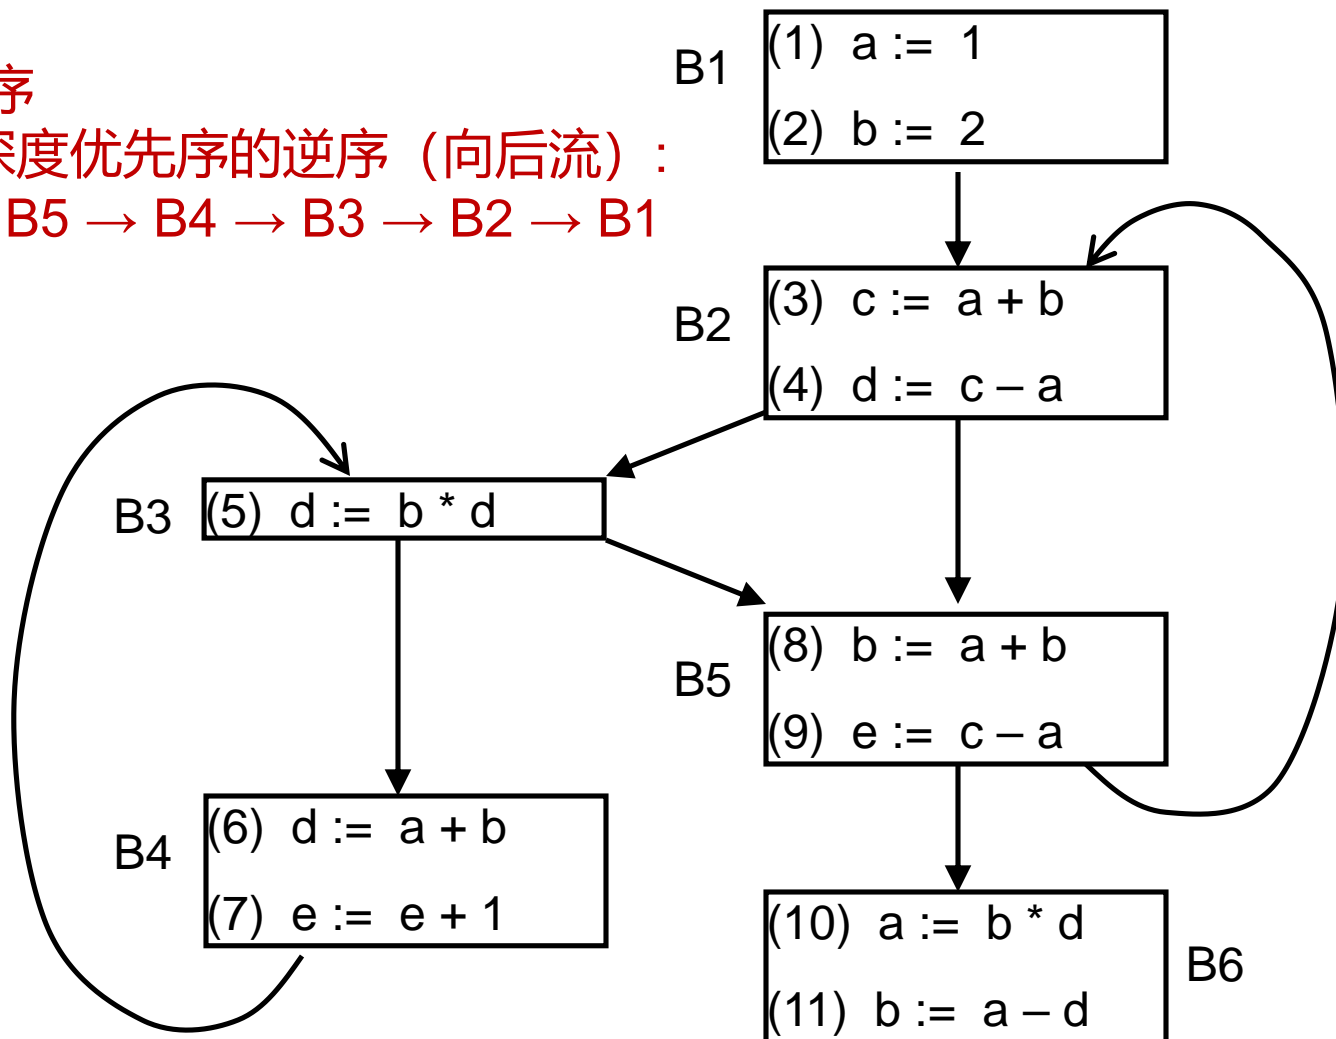 序
度优先序的逆序（向后流）:
B5 → B4 → B3 → B2 → B1
B1
(1) a := 1
(2) b := 2
B2
(3) c := a + b
(4) d := c – a
B3
(5) d := b * d
B5
(8) b := a + b
(9) e := c – a
B4
(6) d := a + b
(7) e := e + 1
(10) a := b * d
(11) b := a – d
B6